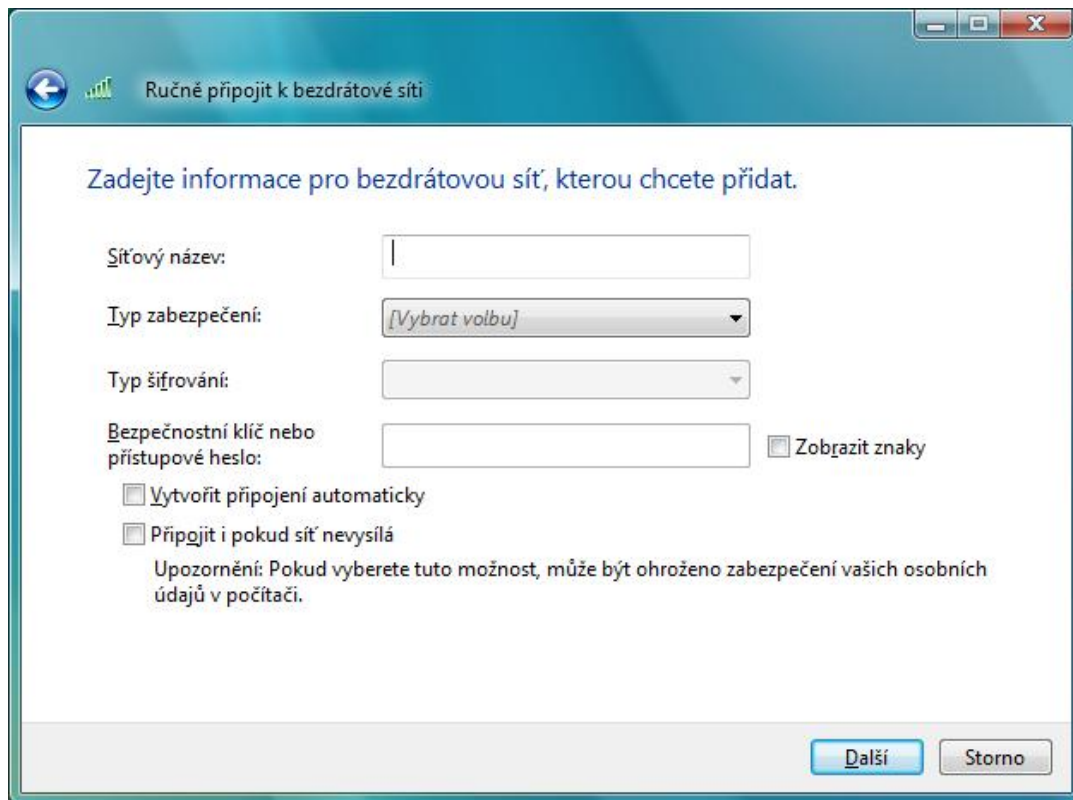 Ručně připojit k bezdrátové síti
Zadejte informace pro bezdrátovou síť, kterou chcete přidat.
Síťový název:
Typ zabezpečení:
[Vybrat volbu]
Typ šifrování:
Bezpečnostní klíč nebo
přístupové heslo:
Zobrazit znaky
Vytvořit připojení automaticky
Připojit i pokud síť nevysílá
Upozornění: Pokud vyberete tuto možnost, může být ohroženo zabezpečení vašich osobních
údajů v počítači.
Další
Storno